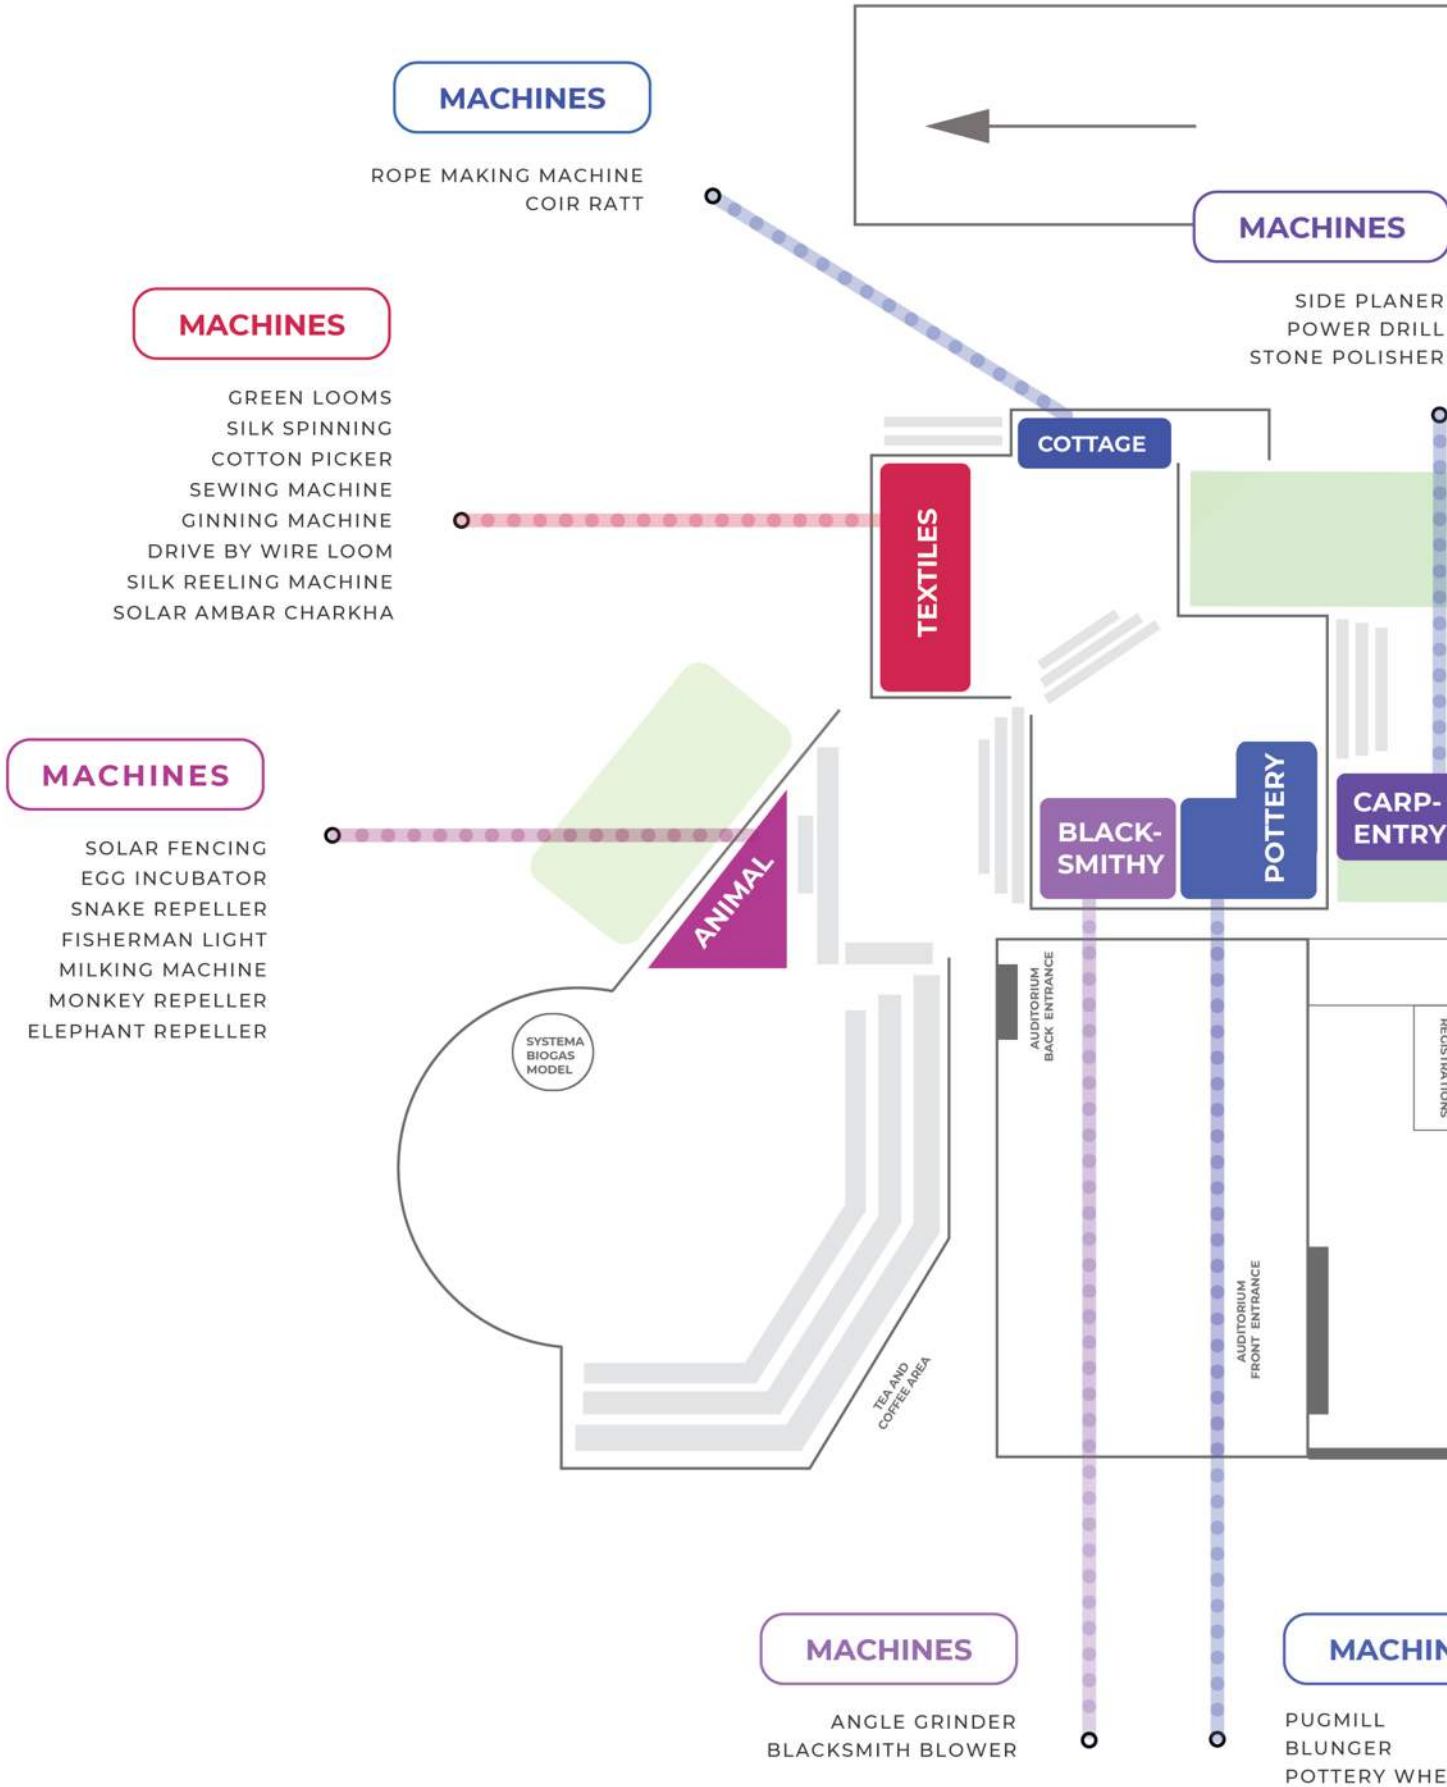 MACHINES
ROPE MAKING MACHINE
COIR RATT
MACHINES
SIDE PLANER
POWER DRILL
STONE POLISHER
MACHINES
GREEN LOOMS
SILK SPINNING
COTTON PICKER
SEWING MACHINE
GINNING MACHINE
DRIVE BY WIRE LOOM
SILK REELING MACHINE
SOLAR AMBAR CHARKHA
COTTAGE
TEXTILES
MACHINES
SOLAR FENCING
EGG INCUBATOR
SNAKE REPELLER
FISHERMAN LIGHT
MILKING MACHINE
MONKEY REPELLER
ELEPHANT REPELLER
ANIMAL
BLACK-
SMITHY
POTTERY
CARP-
ENTRY
SYSTEMA
BIOGAS
MODEL
AUDITORIUM
BACK ENTRANCE
REGISTRATIONS
AUDITORIUM
FRONT ENTRANCE
TEA AND
COFFEE AREA
MACHINES
ANGLE GRINDER
BLACKSMITH BLOWER
MACHIN
PUGMILL
BLUNGER
POTTERY WHE